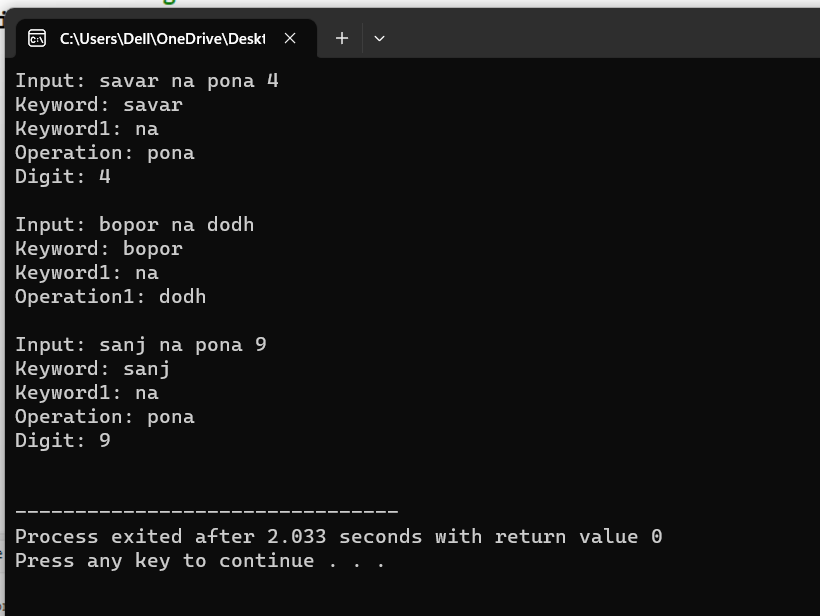 C:\Users\Dell\OneDrive\Deskt
Input: savar na pona 4
Keyword: savar
Keyword1: na
Operation: pona
Digit: 4
Input: bopor na dodh
Keyword: bopor
Keyword1: na
Operation1: dodh
Input: sanj na pona 9
Keyword: sanj
Keyword1: na
Operation: pona
Digit: 9
--------------------------------
Process exited after 2.033 seconds with return value 0
Press any key to continue . . .